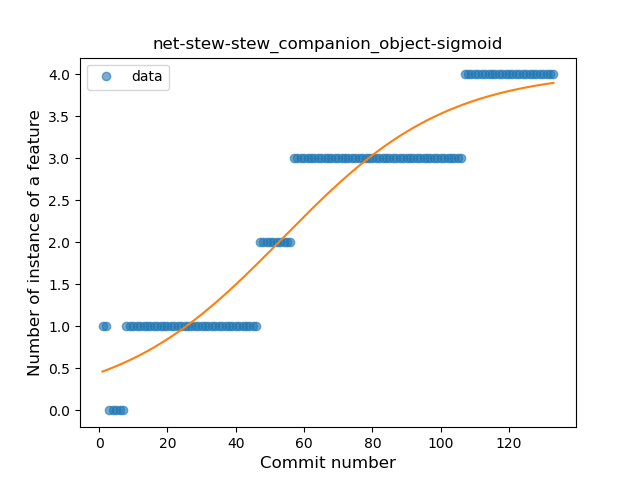 net-stew-stew_companion_object-sigmoid
data
Number of instance of a feature
4.0
3.5
3.0
2.5
2.0
1.5
1.0
0.5
0.0
0 20 40 60 80 100 120
Commit number